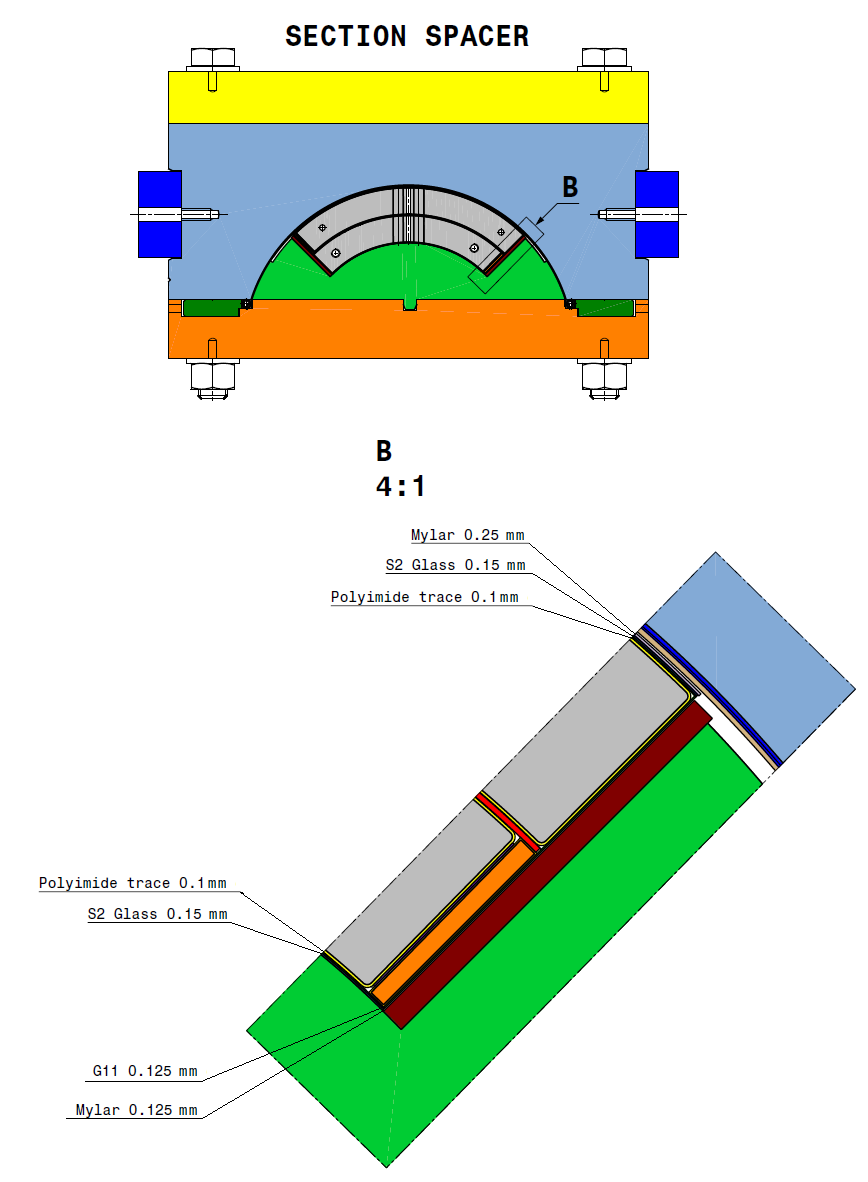 SECTION SPACER
B
B
4:1
Mylar 0.25 mm
S2 Glass 0.15 mm
Polyimide trace 0.1mm
Polyimide trace 0.1mm
S2 Glass 0.15 mm
G11 0.125 mm
Mylar 0.125 mm